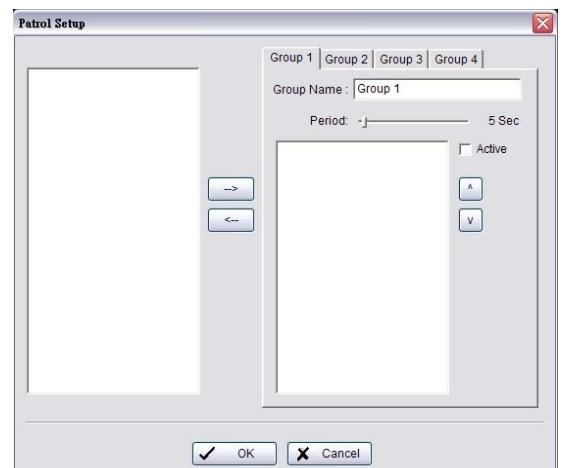 Patrol Setup
Group 1 Group 2 Group 3 Group 4
Group Name : Group 1
Period: 5 Sec
Active
-->
<--
^
v
OK Cancel